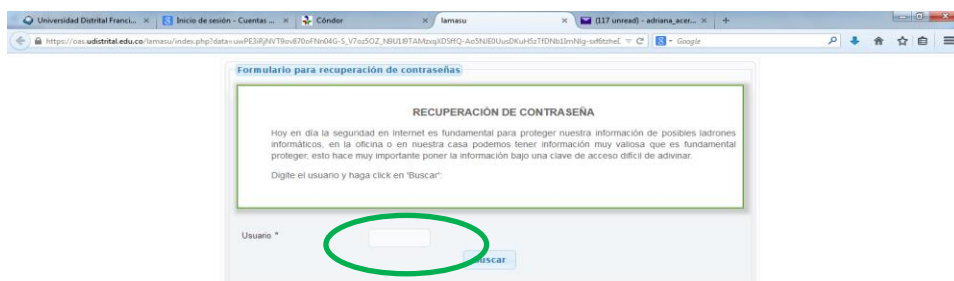 Universidad Distrital Franci... × Inicio de sesión - Cuentas ... × Cóndor × lamasu × (117 unread) - adriana_acer... × +
https://oas.udistrital.edu.co/lamasu/index.php?data= Google
Formulario para recuperación de contraseñas
RECUPERACIÓN DE CONTRASEÑA
Hoy en día la seguridad en Internet es fundamental para proteger nuestra información de posibles ladrones
informáticos, en la oficina o en nuestra casa podemos tener información muy valiosa que es fundamental
proteger, esto hace muy importante poner la información bajo una clave de acceso difícil de adivinar.
Digite el usuario y haga click en 'Buscar':
Usuario *
Buscar